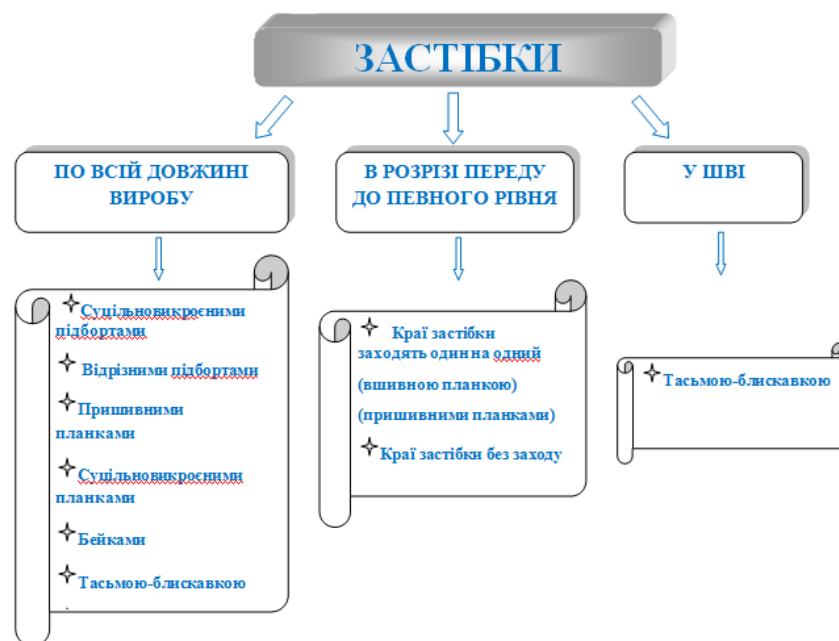 ЗАСТІБКИ
ПО ВСІЙ ДОВЖИНІ
ВИРОБУ
В РОЗРІЗІ ПЕРЕДУ
ДО ПЕВНОГО РІВНЯ
У ШВІ
Суцільновикроєними
підбортами
Відрізними підбортами
Пришивними
планками
Суцільновикроєними
планками
Бейками
Тасьмою-блискавкою
.
Краї застібки
заходять один на одний
(вшивною планкою)
(пришивними планками)
Краї застібки без заходу
Тасьмою-блискавкою